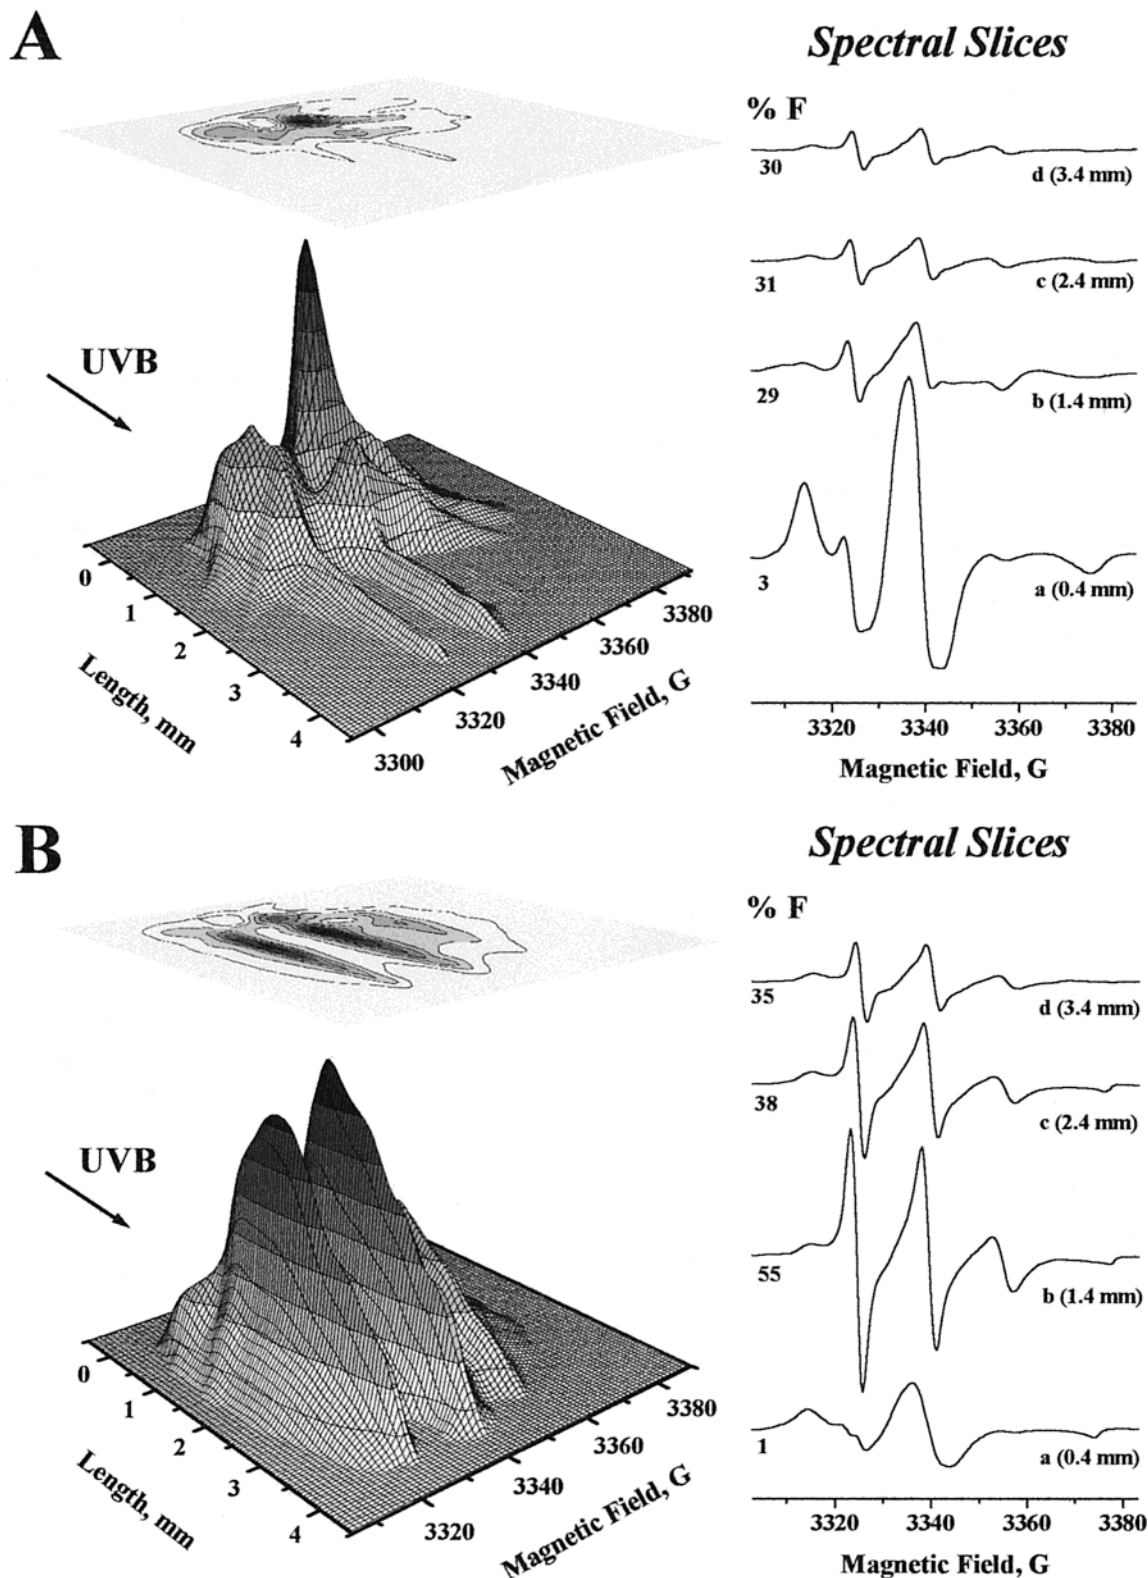 A
Spectral Slices
% F
30
d (3.4 mm)
31
c (2.4 mm)
29
b (1.4 mm)
3
a (0.4 mm)
3320 3340 3360 3380
Magnetic Field, G
UVB
0
1
2
3
4
Length, mm
3300
3320
3340
3360
3380
Magnetic Field, G
B
Spectral Slices
% F
35
d (3.4 mm)
38
c (2.4 mm)
55
b (1.4 mm)
1
a (0.4 mm)
3320 3340 3360 3380
Magnetic Field, G
UVB
0
1
2
3
4
Length, mm
3320
3340
3360
3380
Magnetic Field, G